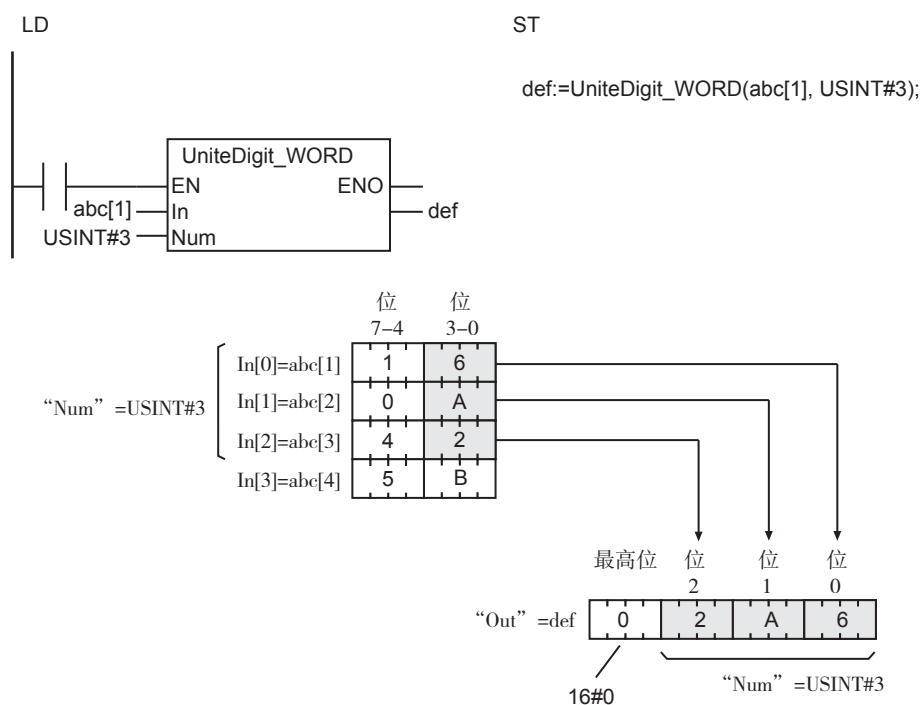 LD
ST
def:=UniteDigit_WORD(abc[1], USINT#3);
UniteDigit_WORD
EN ENO
abc[1] In def
USINT#3 Num
位 位
7–4 3–0
In[0]=abc[1] 1 6
“Num”=USINT#3
In[1]=abc[2] 0 A
In[2]=abc[3] 4 2
In[3]=abc[4] 5 B
最高位 位 位 位
2 1 0
“Out”=def 0 2 A 6
16#0
“Num”=USINT#3